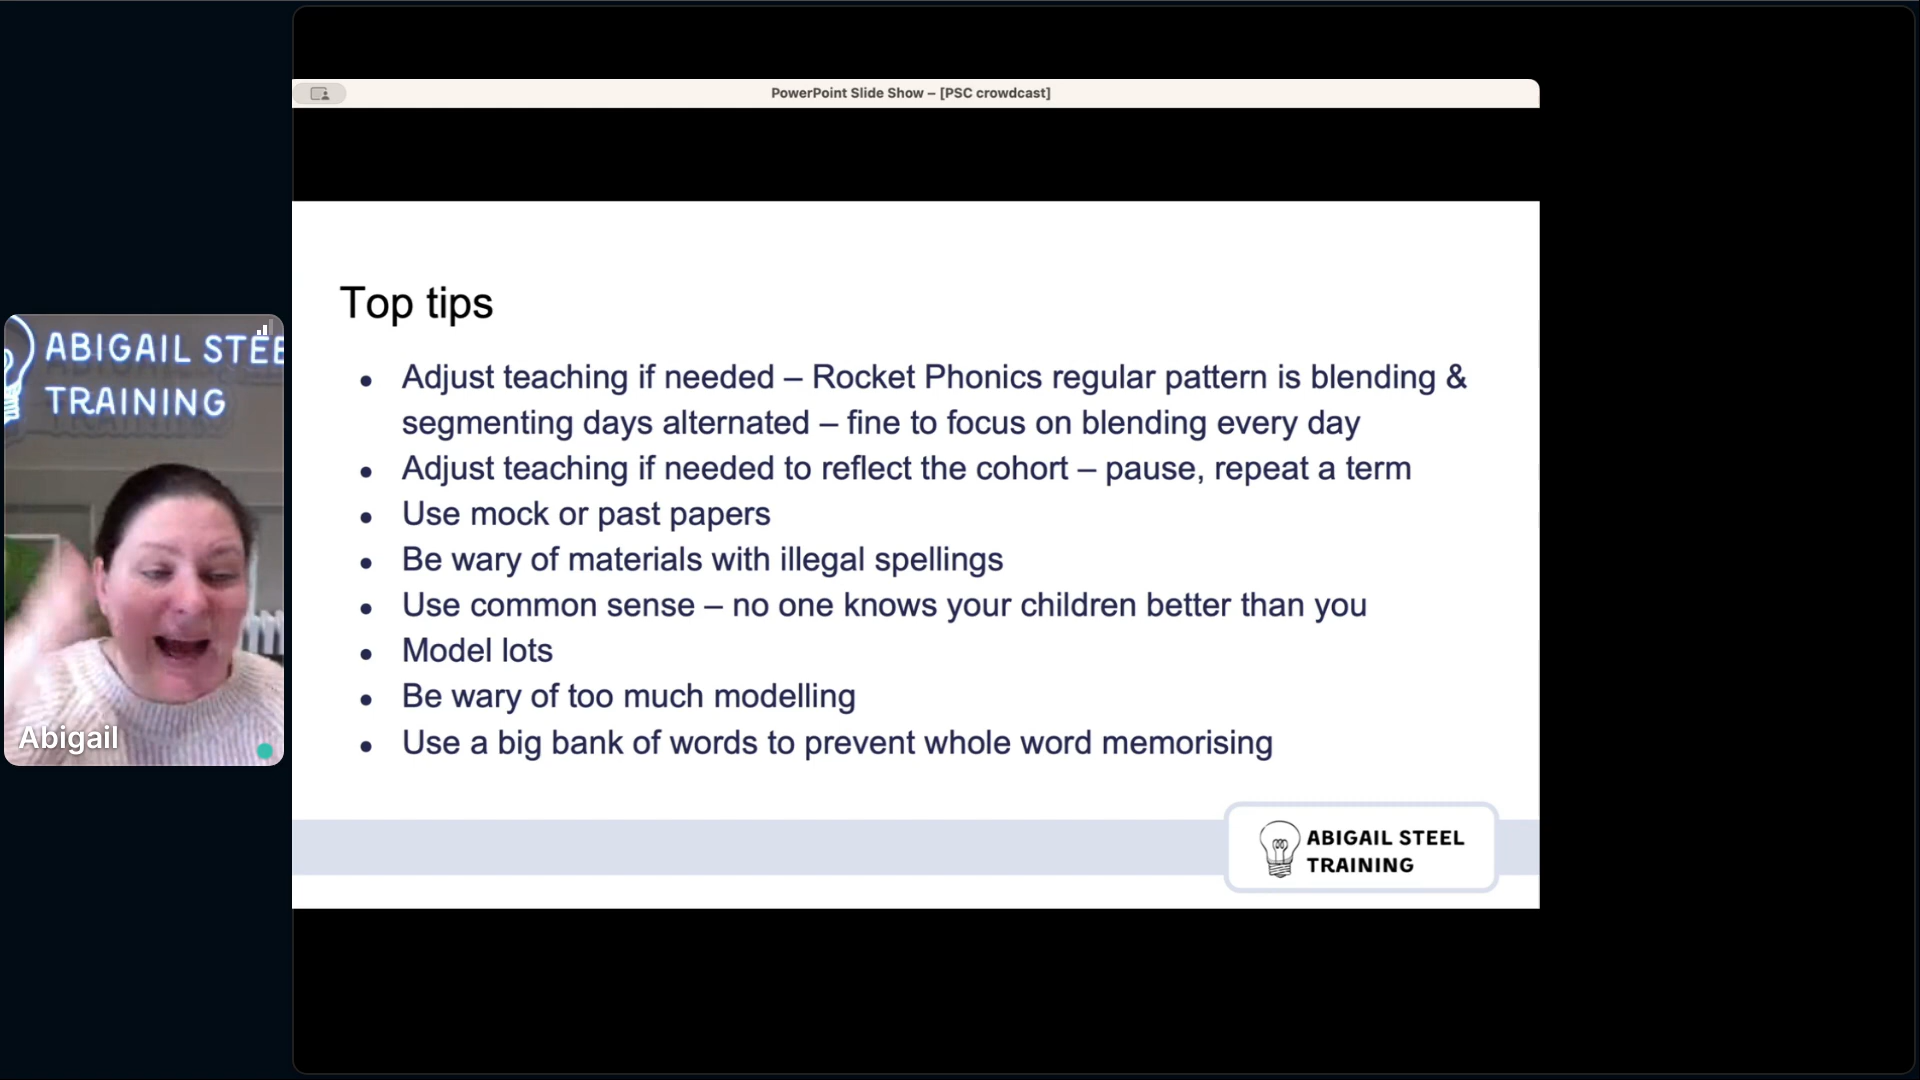 PowerPoint Slide Show – [PSC crowdcast]
ABIGAIL STEE
TRAINING
Abigail
Top tips
• Adjust teaching if needed – Rocket Phonics regular pattern is blending &
segmenting days alternated – fine to focus on blending every day
• Adjust teaching if needed to reflect the cohort – pause, repeat a term
• Use mock or past papers
• Be wary of materials with illegal spellings
• Use common sense – no one knows your children better than you
• Model lots
• Be wary of too much modelling
• Use a big bank of words to prevent whole word memorising
ABIGAIL STEEL
TRAINING